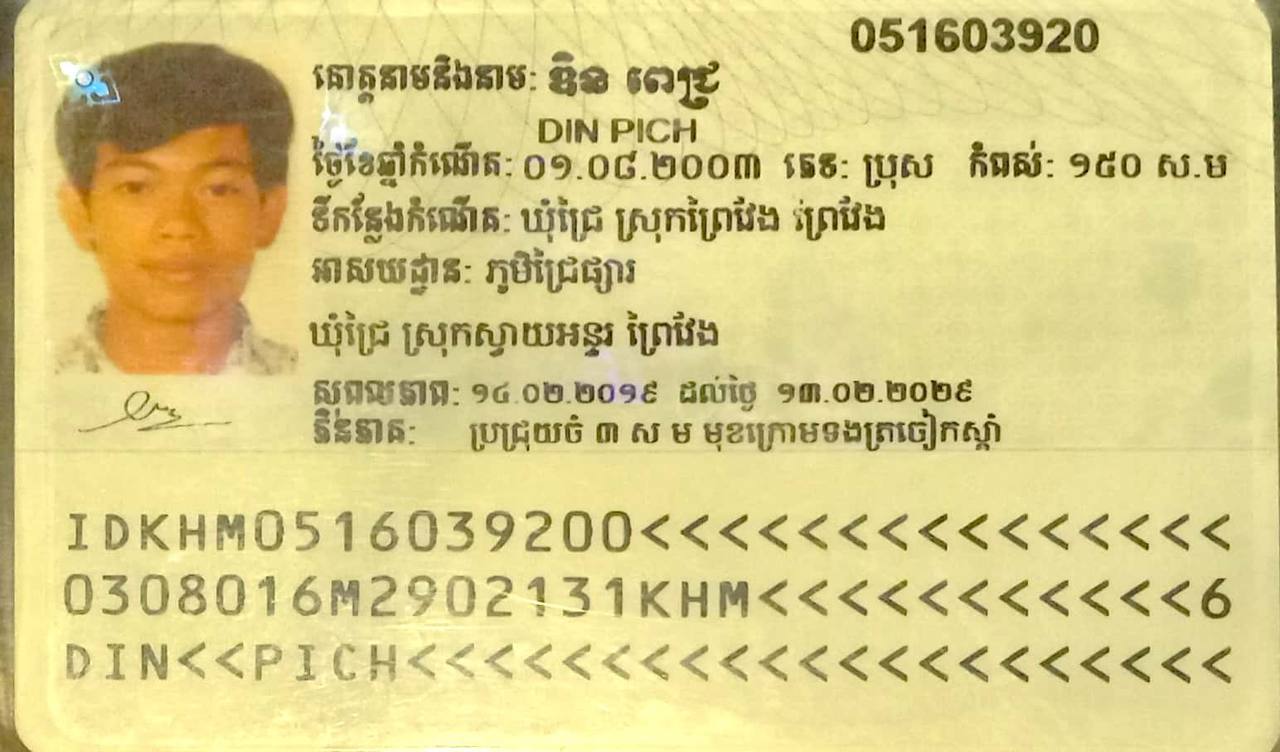 051603920
គោត្តនាមនិងនាម: ឌិន ពេជ្រ
DIN PICH
ថ្ងៃខែឆ្នាំកំណើត: ០១.០៨.២០០៣ ភេទ: ប្រុស កំពស់: ១៥០ ស.ម
ទីកន្លែងកំណើត: ឃុំជ្រៃ ស្រុកព្រៃវែង ព្រៃវែង
អាសយដ្ឋាន: ភូមិជ្រៃផ្សារ
ឃុំជ្រៃ ស្រុកស្វាយអន្ទរ ព្រៃវែង
សុពលភាព: ១៤.០២.២០១៩ ដល់ថ្ងៃ ១៣.០២.២០២៩
ភិនភាគ: ប្រជ្រុយចំ ៣ ស ម មុខក្រោមទងត្រចៀកស្តាំ
IDKHM0516039200<<<<<<<<<<<<<<<
0308016M2902131KHM<<<<<<<<<<<6
DIN<<PICH<<<<<<<<<<<<<<<<<<<<<